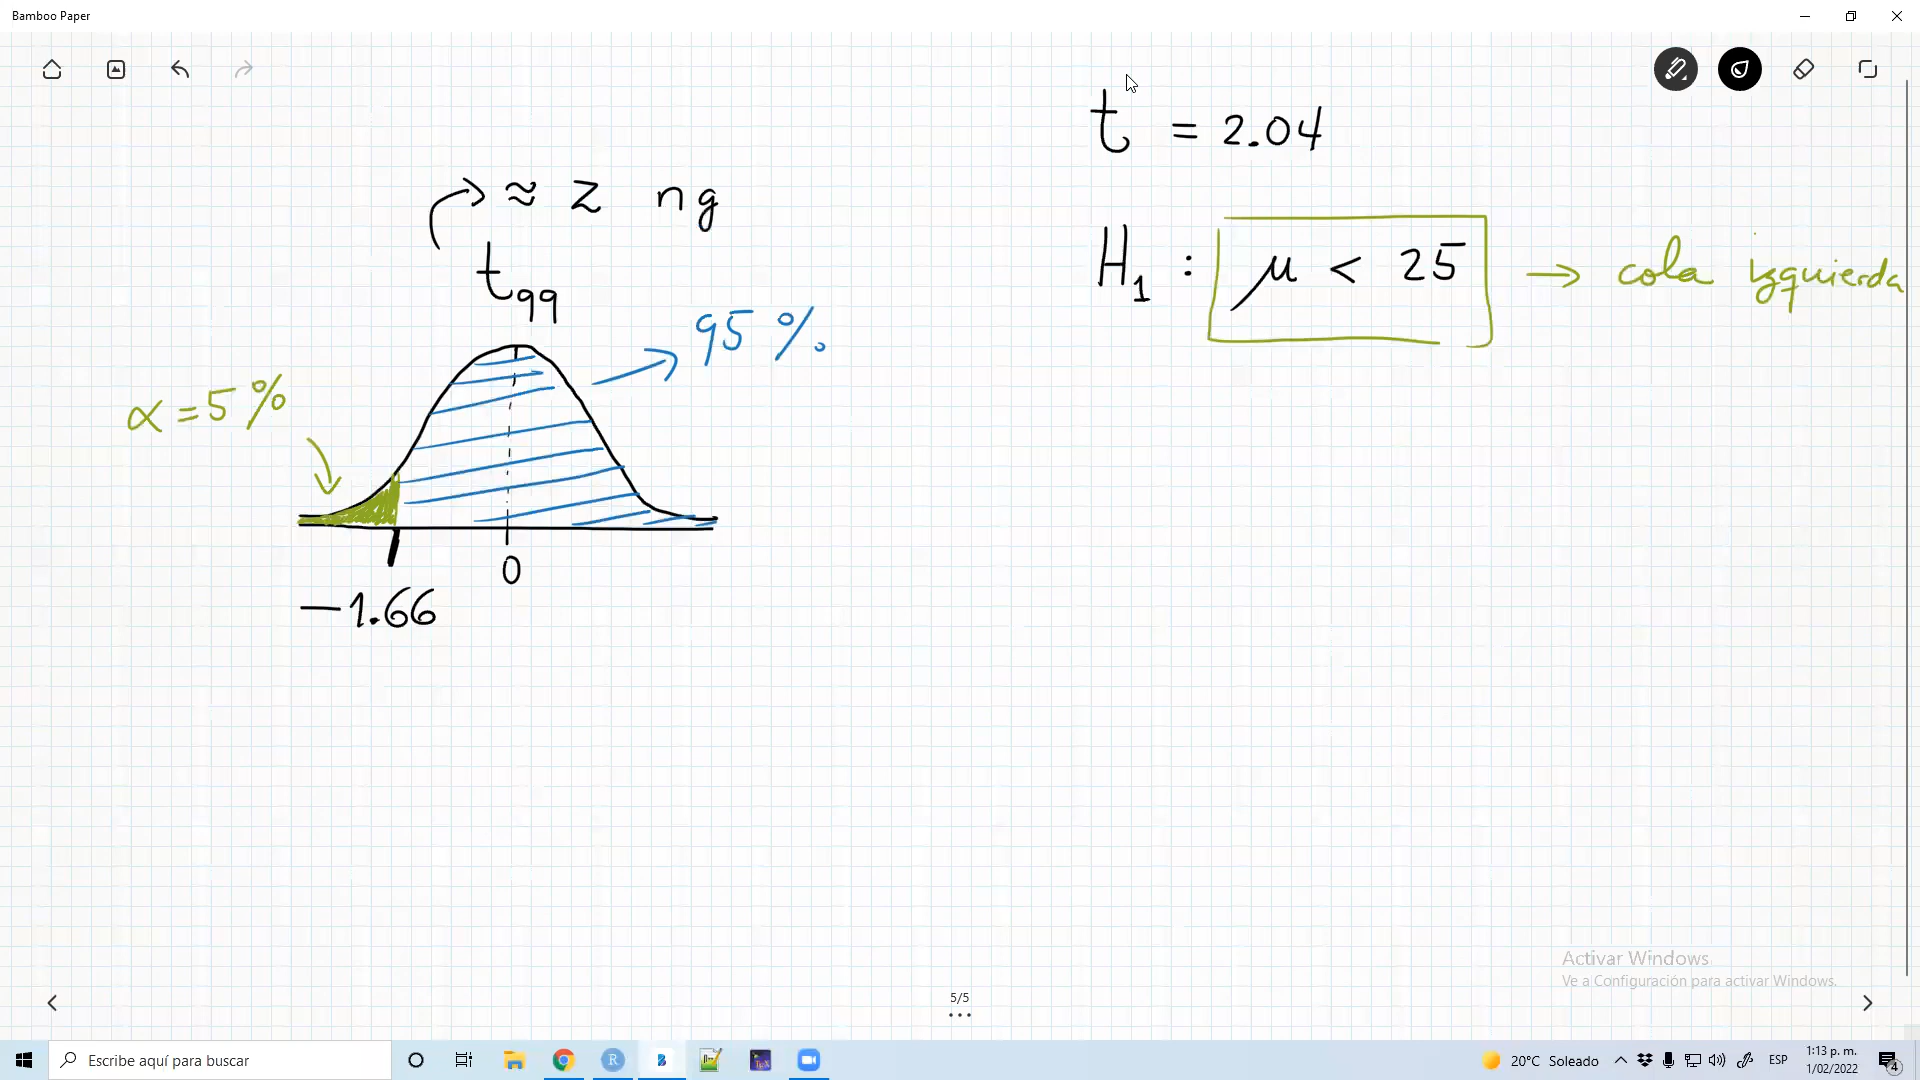 Bamboo Paper
t = 2.04
≈ z ng
t99
H1 : μ < 25 → cola izquierda
95 %
α = 5 %
0
-1.66
Activar Windows
Ve a Configuración para activar Windows.
5/5
Escribe aquí para buscar
20°C Soleado
ESP
1:13 p. m.
1/02/2022
4